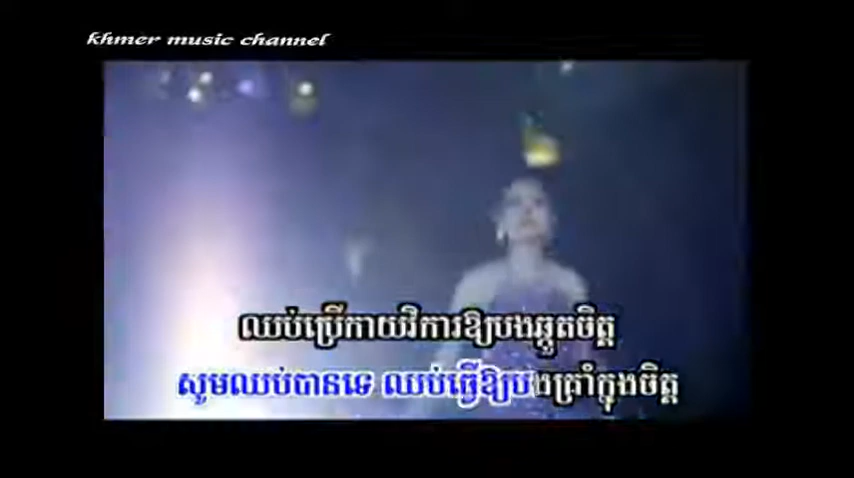 khmer music channel
ឈប់ប្រើកាយវិការឱ្យបងឆ្កួតចិត្ត
សូមឈប់បានទេ ឈប់ធ្វើឱ្យបងគ្រាំក្នុងចិត្ត